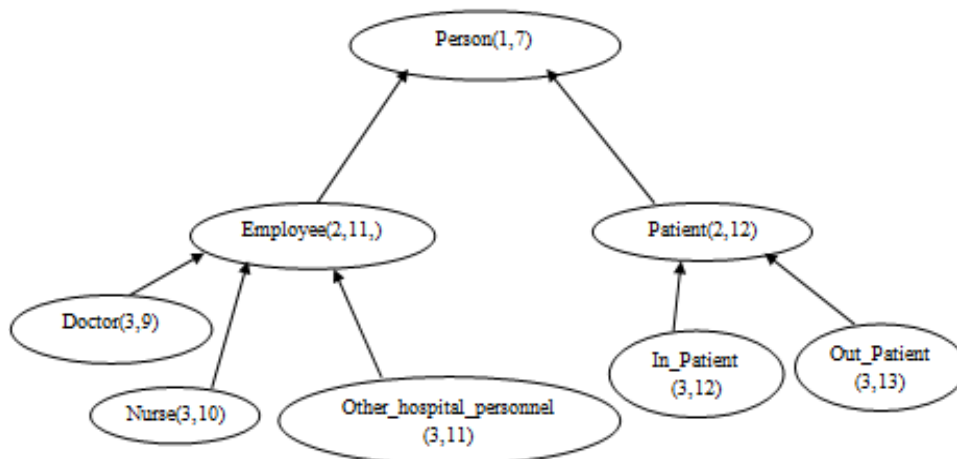 Person(1,7)
Employee(2,11,)
Patient(2,12)
Doctor(3,9)
Nurse(3,10)
Other_hospital_personnel
(3,11)
In_Patient
(3,12)
Out_Patient
(3,13)